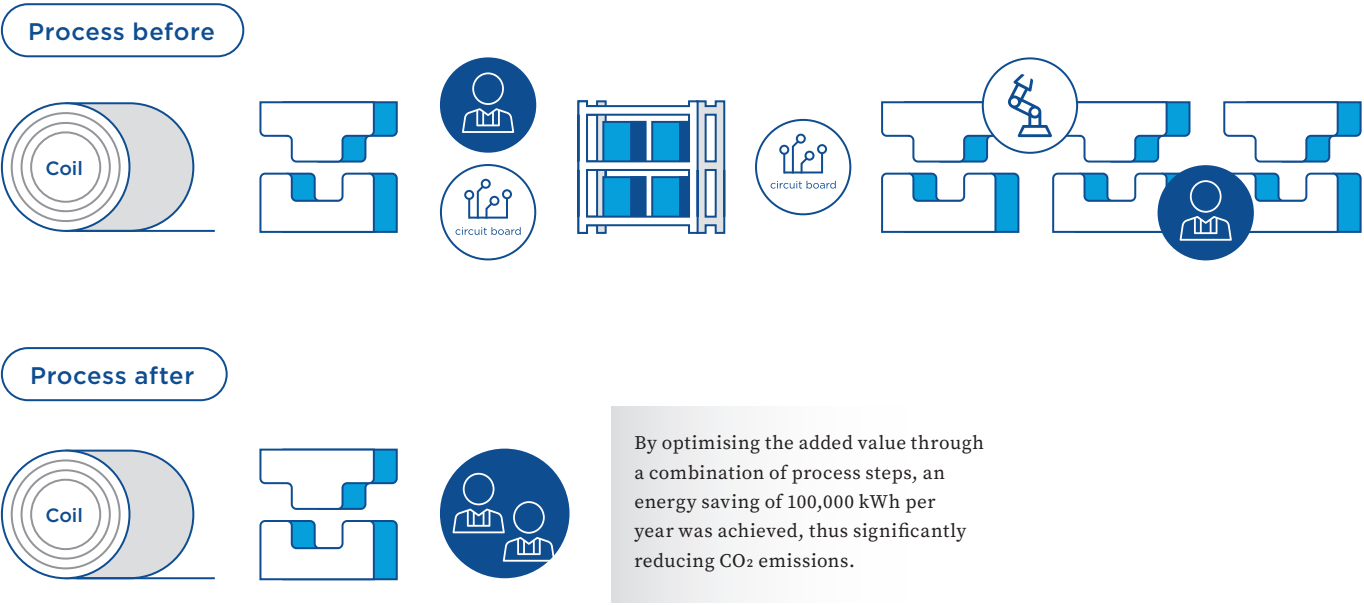 Process before
Coil
circuit board
circuit board
Process after
Coil
By optimising the added value through
a combination of process steps, an
energy saving of 100,000 kWh per
year was achieved, thus significantly
reducing CO₂ emissions.